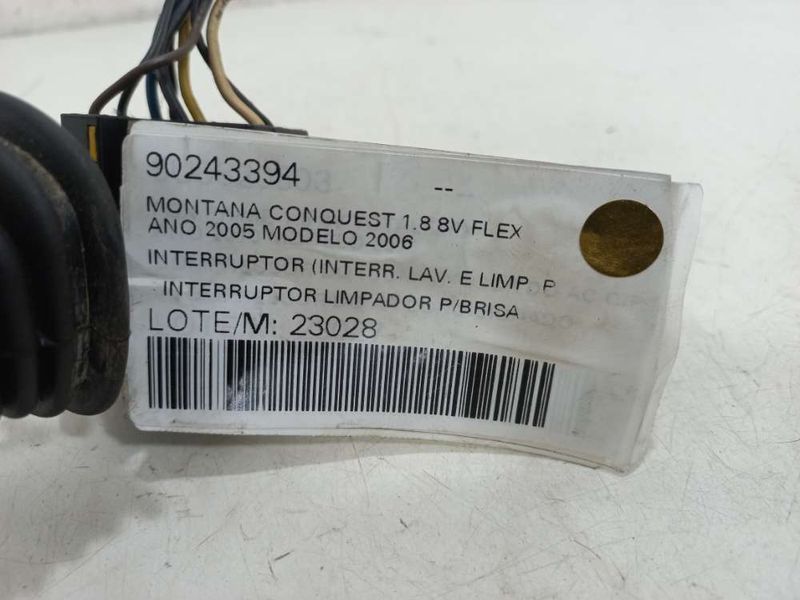 90243394 --
MONTANA CONQUEST 1.8 8V FLEX
ANO 2005 MODELO 2006
INTERRUPTOR (INTERR. LAV. E LIMP. P
- INTERRUPTOR LIMPADOR P/BRISA
LOTE/M: 23028